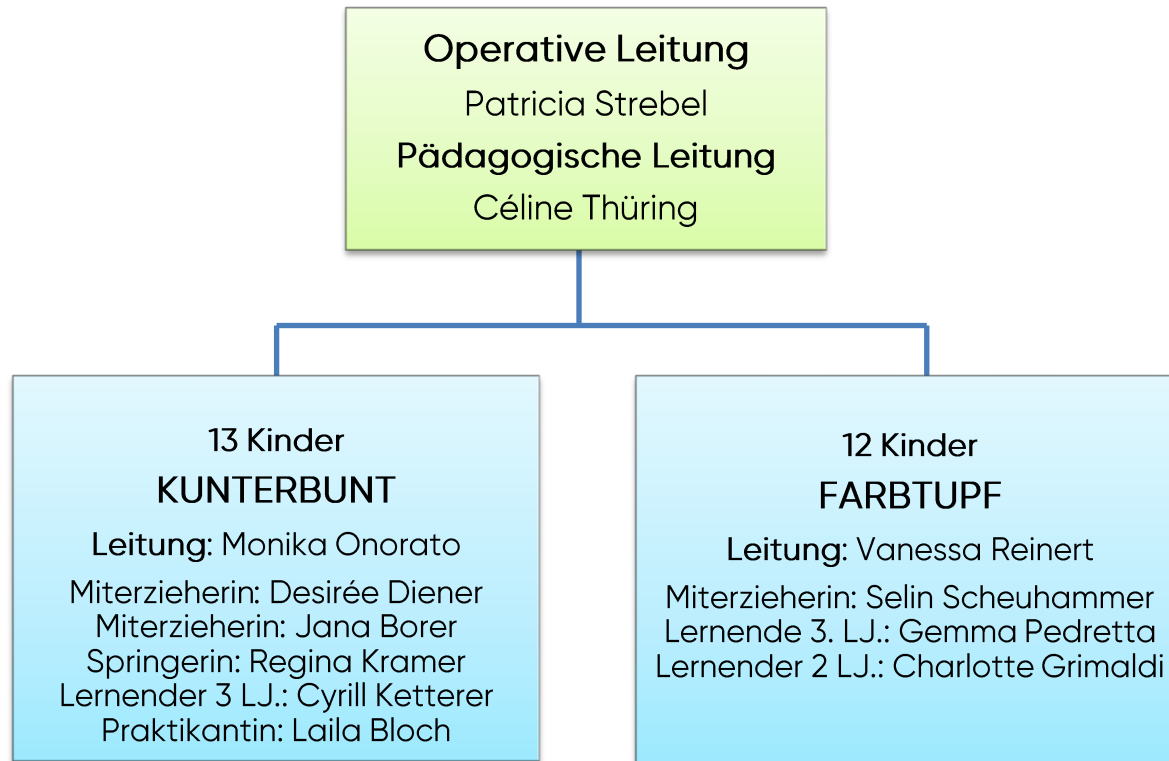 Operative Leitung
Patricia Strebel
Pädagogische Leitung
Céline Thüring
13 Kinder
KUNTERBUNT
Leitung: Monika Onorato
Miterzieherin: Desirée Diener
Miterzieherin: Jana Borer
Springerin: Regina Kramer
Lernender 3 LJ.: Cyrill Ketterer
Praktikantin: Laila Bloch
12 Kinder
FARBTUPF
Leitung: Vanessa Reinert
Miterzieherin: Selin Scheuhammer
Lernende 3. LJ.: Gemma Pedretta
Lernender 2 LJ.: Charlotte Grimaldi